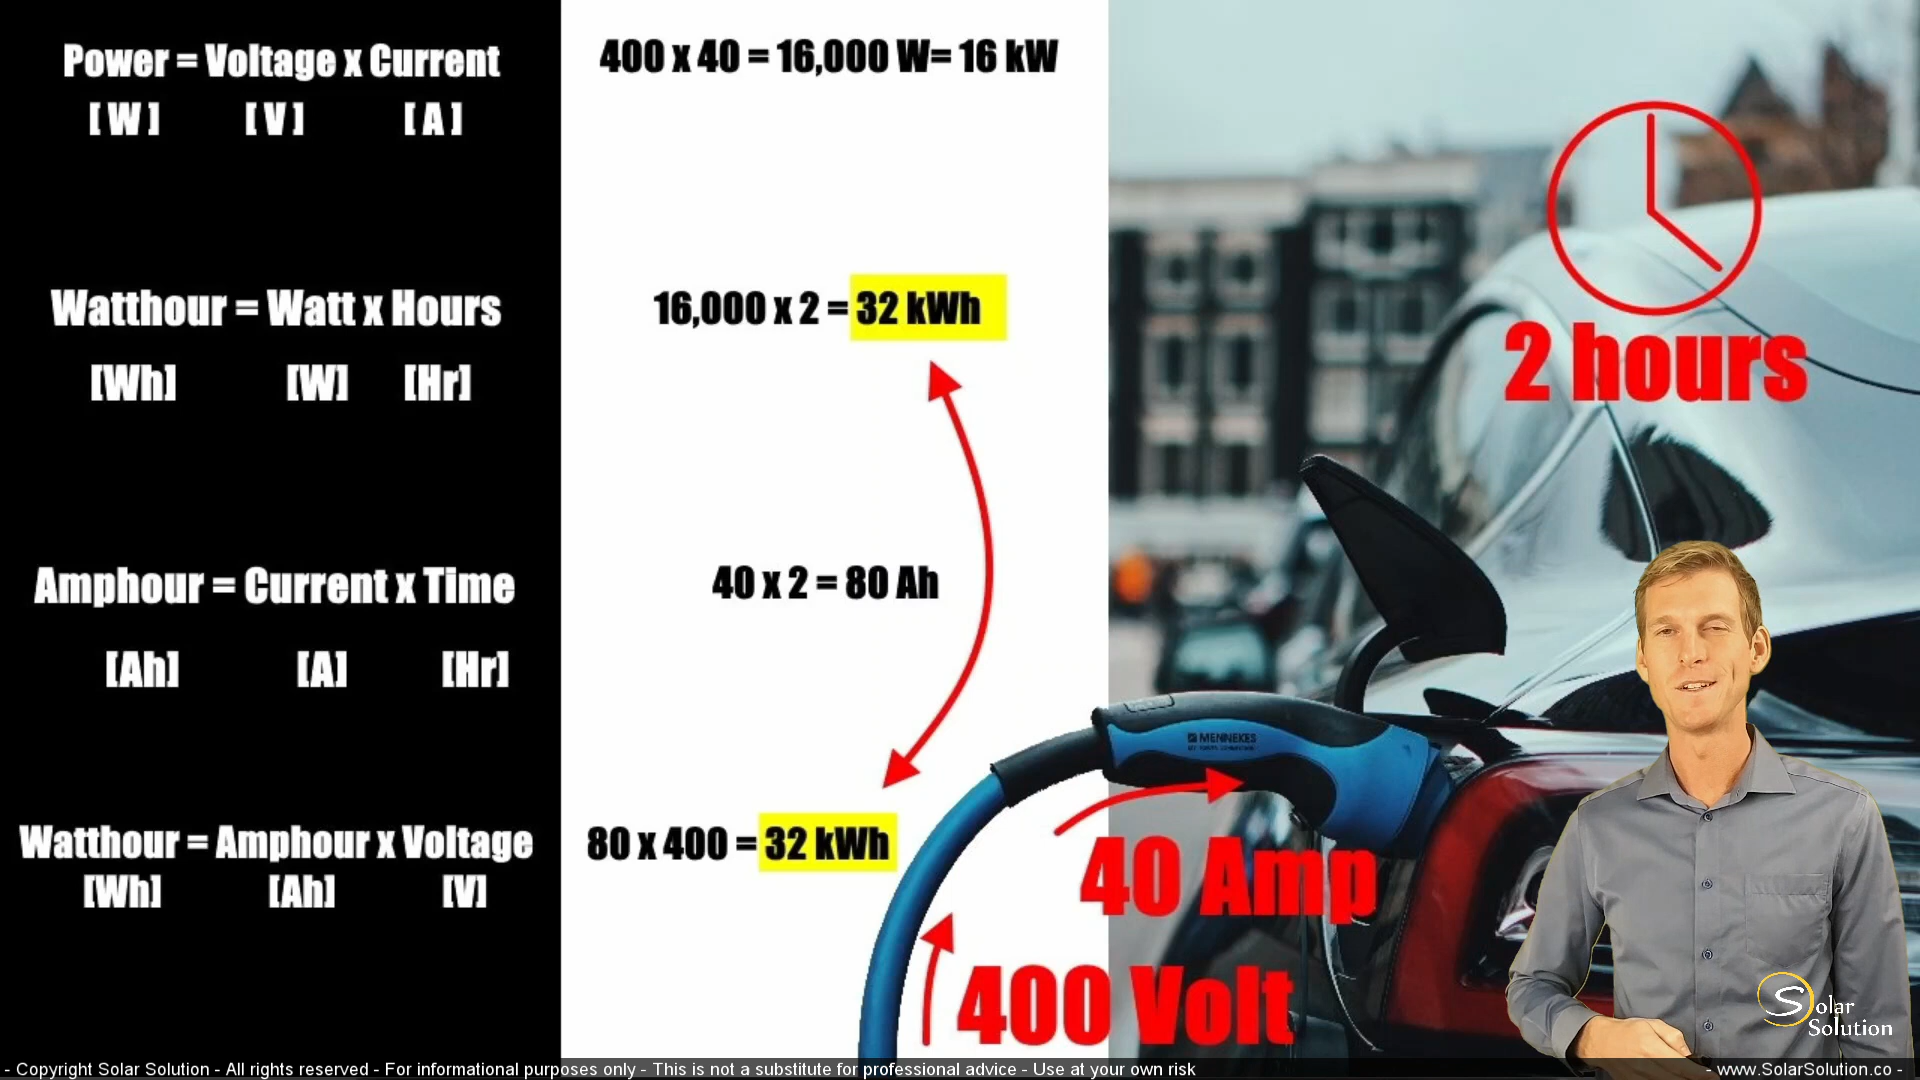 Power = Voltage x Current
[ W ] [ V ] [ A ]
400 x 40 = 16,000 W= 16 kW
Watthour = Watt x Hours
[Wh] [W] [Hr]
16,000 x 2 = 32 kWh
2 hours
Amphour = Current x Time
[Ah] [A] [Hr]
40 x 2 = 80 Ah
MENNEKES
Watthour = Amphour x Voltage
[Wh] [Ah] [V]
80 x 400 = 32 kWh
40 Amp
400 Volt
Solar
Solution
- Copyright Solar Solution - All rights reserved - For informational purposes only - This is not a substitute for professional advice - Use at your own risk
- www.SolarSolution.co -